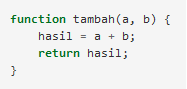 function tambah(a, b) {
    hasil = a + b;
    return hasil;
}